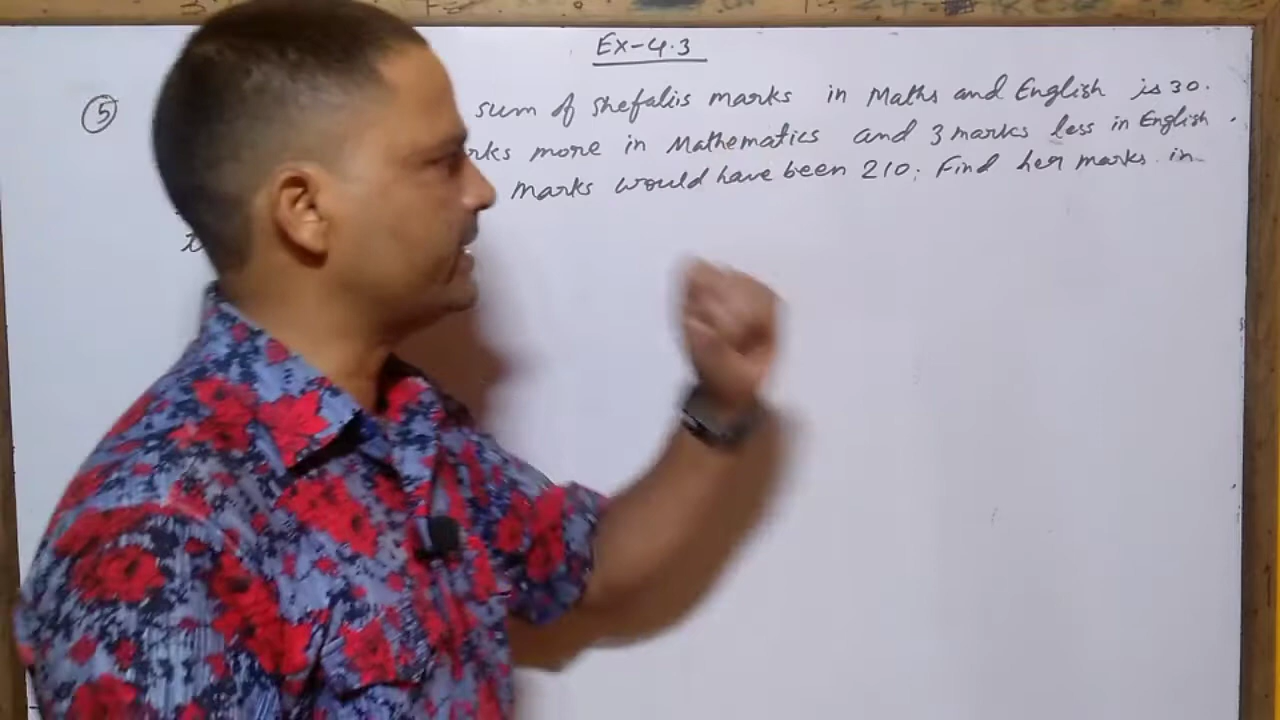 Ex-4.3
(5) sum of Shefalis marks in Maths and English is 30.
rks more in Mathematics and 3 marks less in English.
marks would have been 210; Find her marks in
t